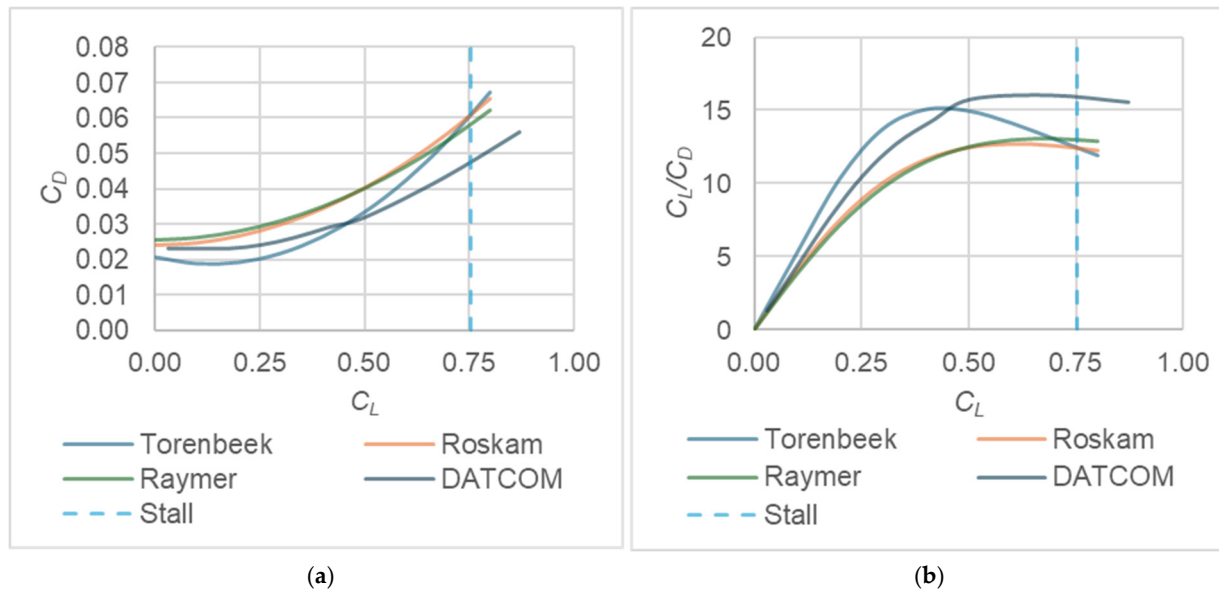 0.08
0.07
0.06
0.05
0.04
0.03
0.02
0.01
0.00
C_D
0.00 0.25 0.50 0.75 1.00
C_L
Torenbeek Roskam
Raymer DATCOM
Stall
(a)
20
15
10
5
0
C_L/C_D
0.00 0.25 0.50 0.75 1.00
C_L
Torenbeek Roskam
Raymer DATCOM
Stall
(b)